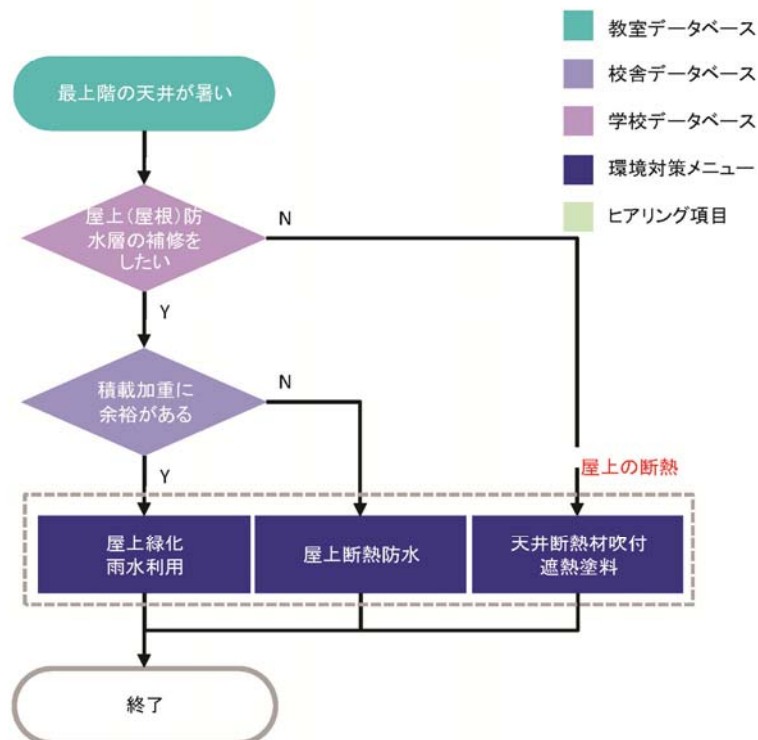 教室データベース
校舎データベース
学校データベース
環境対策メニュー
ヒアリング項目
最上階の天井が暑い
屋上(屋根)防
水層の補修を
したい
N
Y
積載加重に
余裕がある
N
Y
屋上の断熱
屋上緑化
雨水利用
屋上断熱防水
天井断熱材吹付
遮熱塗料
終了